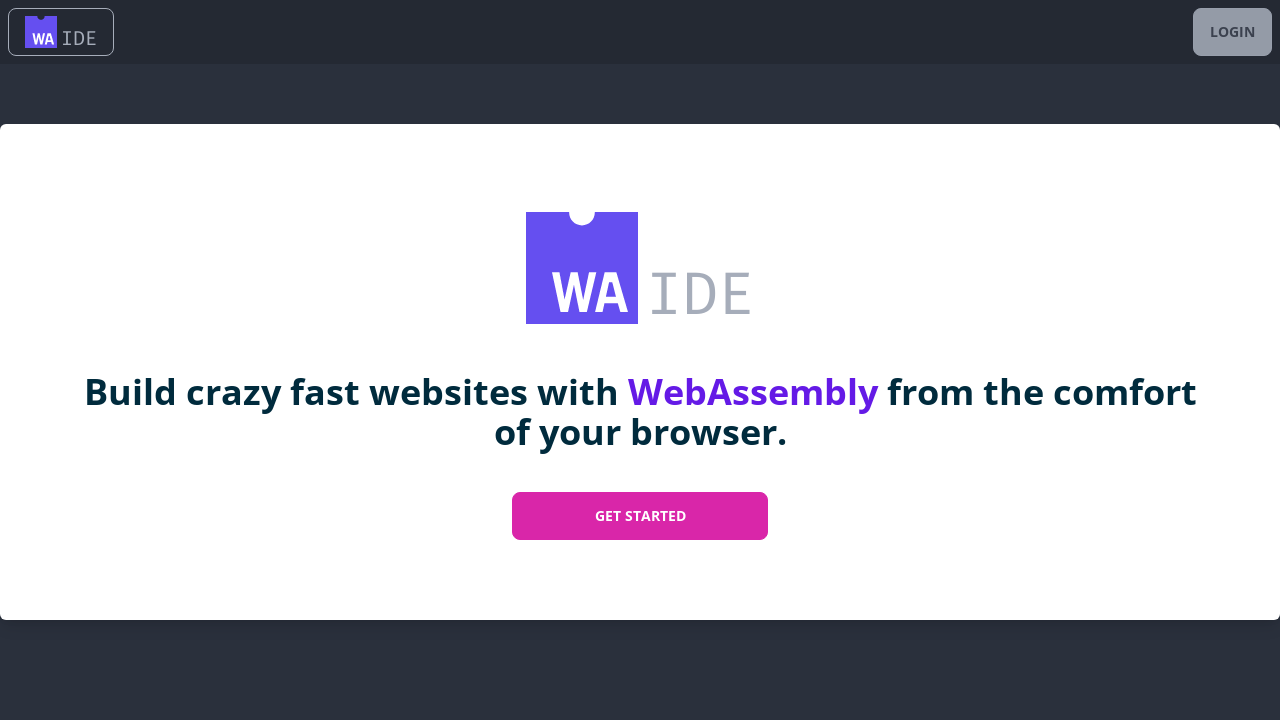 WA IDE
LOGIN
WA IDE
Build crazy fast websites with WebAssembly from the comfort
of your browser.
GET STARTED